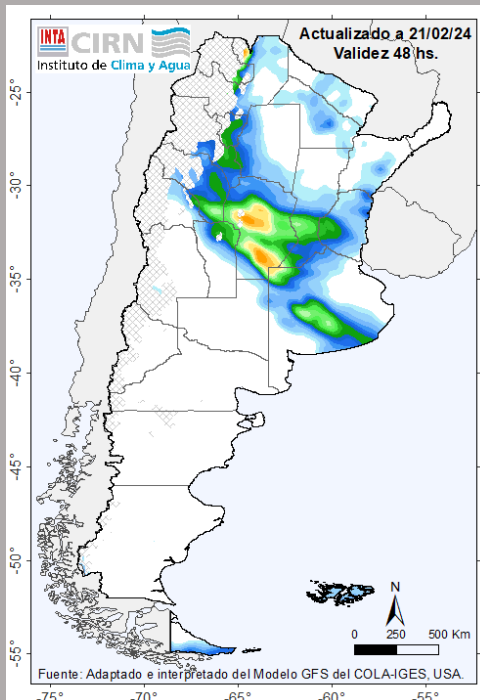 INTA CIRN
Instituto de Clima y Agua
Actualizado a 21/02/24
Validez 48 hs.
-25°
-30°
-35°
-40°
-45°
-50°
-55°
N
0 250 500 Km
Fuente: Adaptado e interpretado del Modelo GFS del COLA-IGES, USA.
-75° -70° -65° -60° -55°